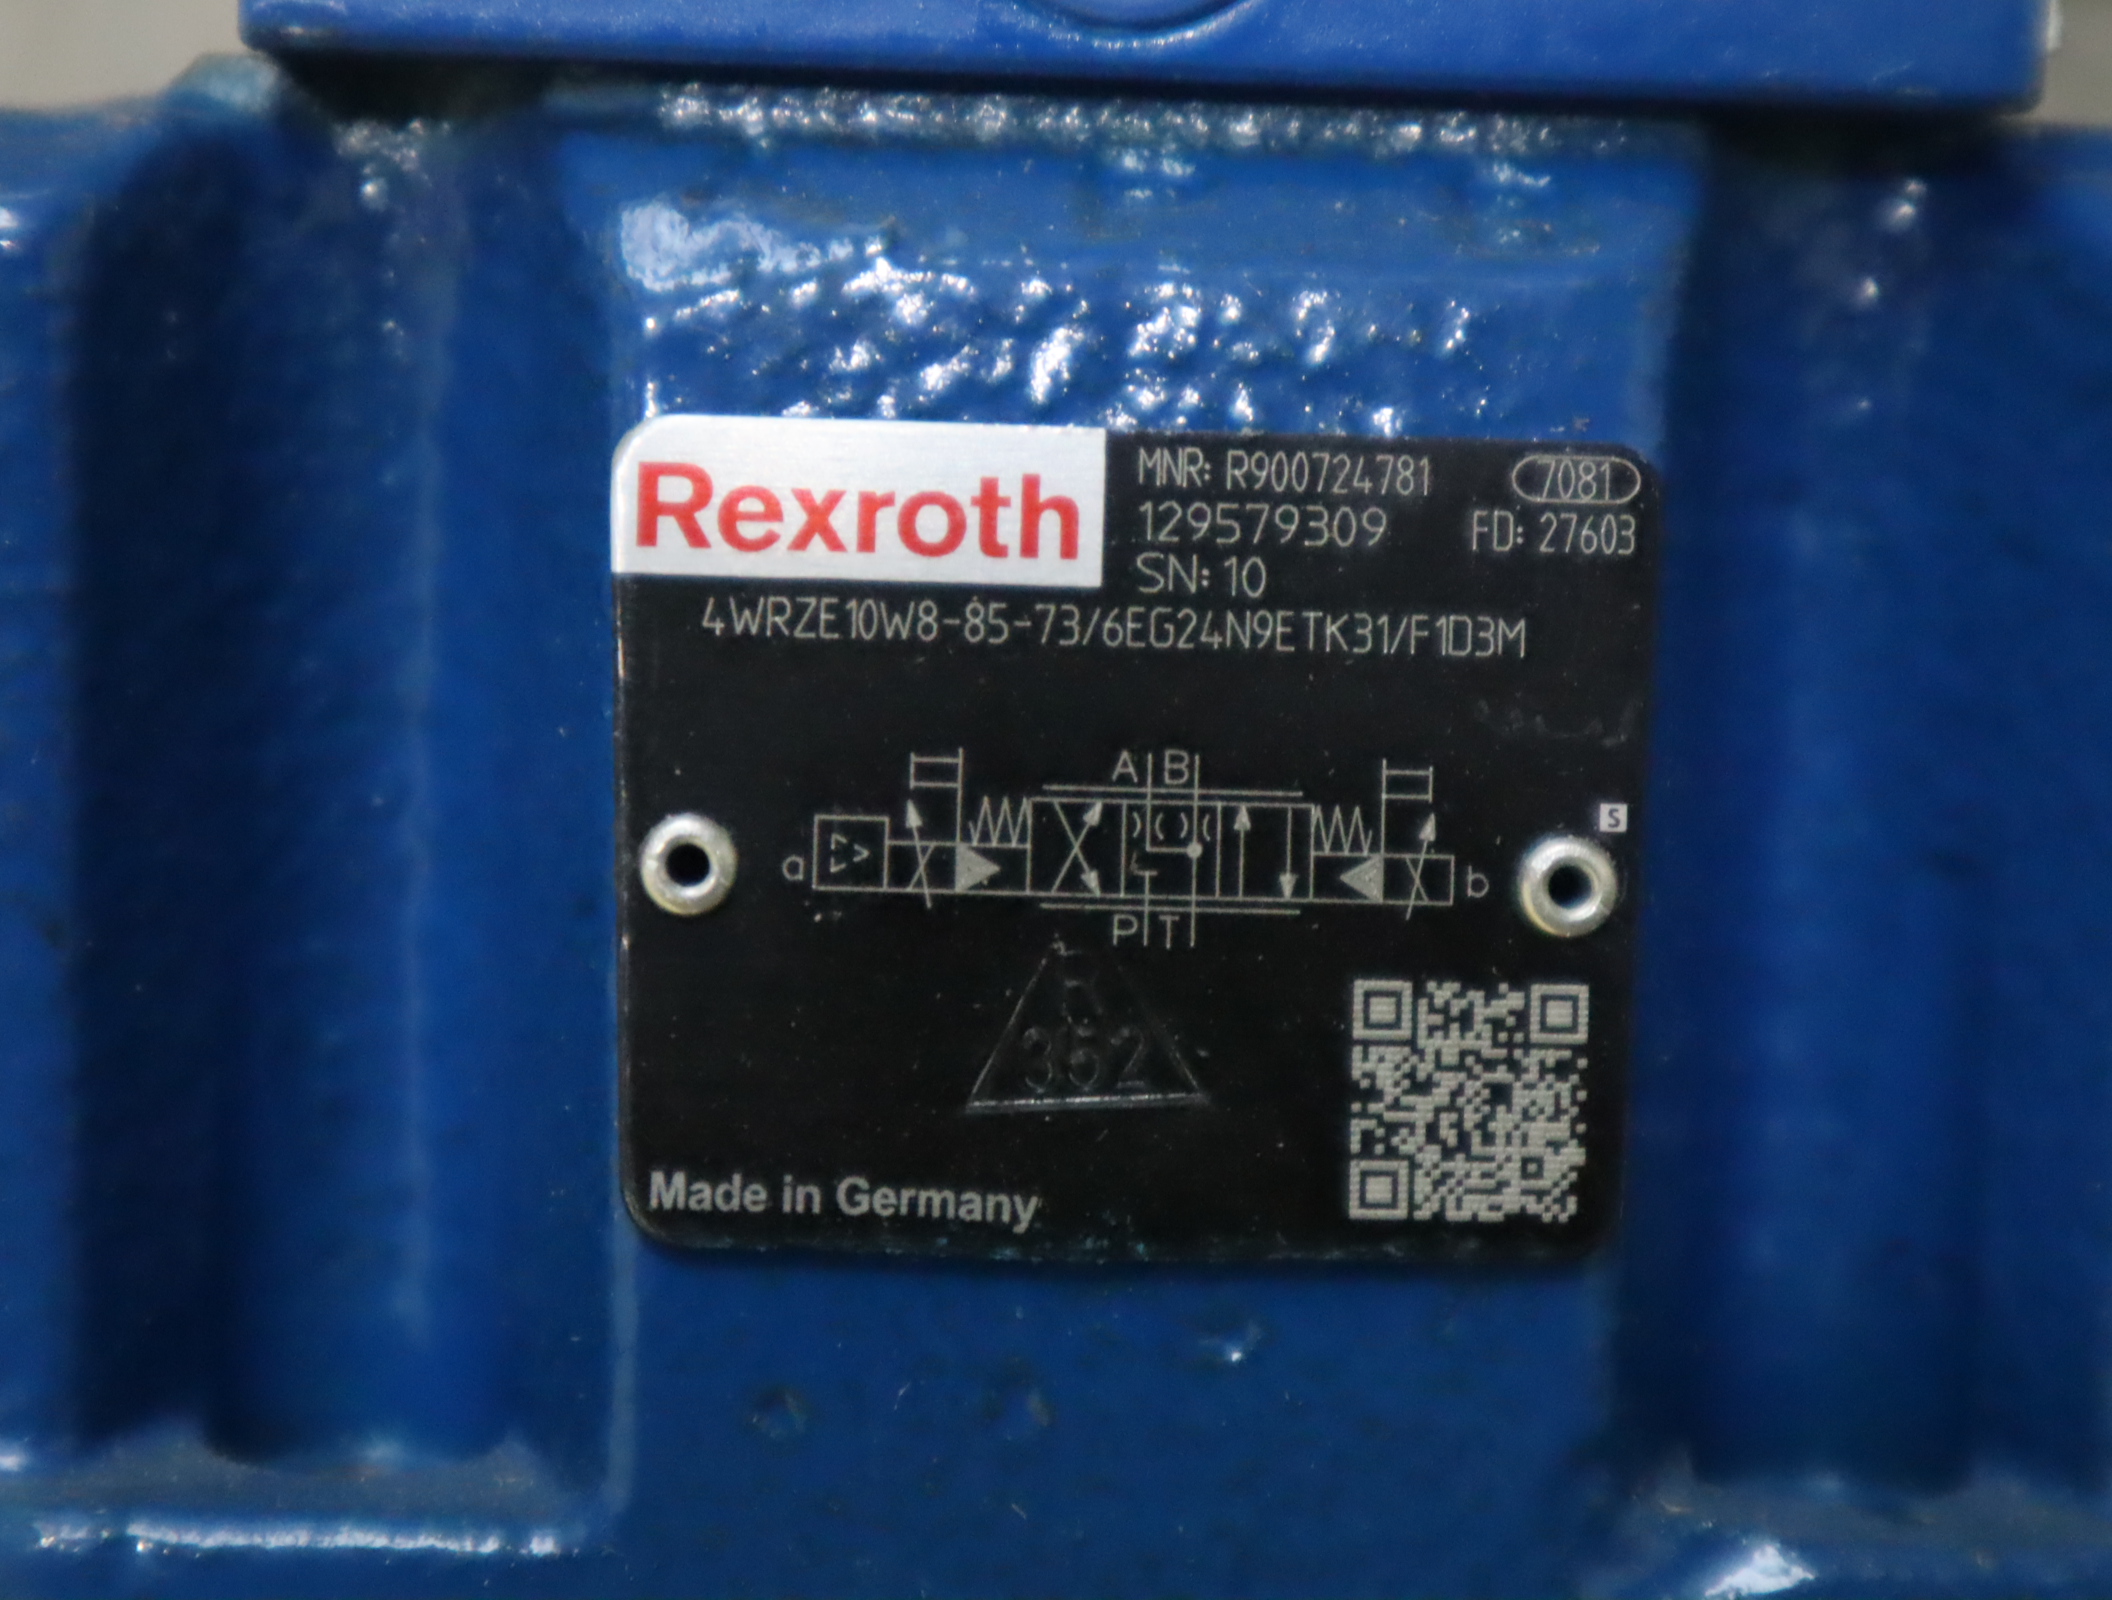 Rexroth
MNR: R900724781
7081
129579309
FD: 27603
SN: 10
4WRZE10W8-85-73/6EG24N9ETK31/F1D3M
A B
a
b
S
P T
R
352
Made in Germany